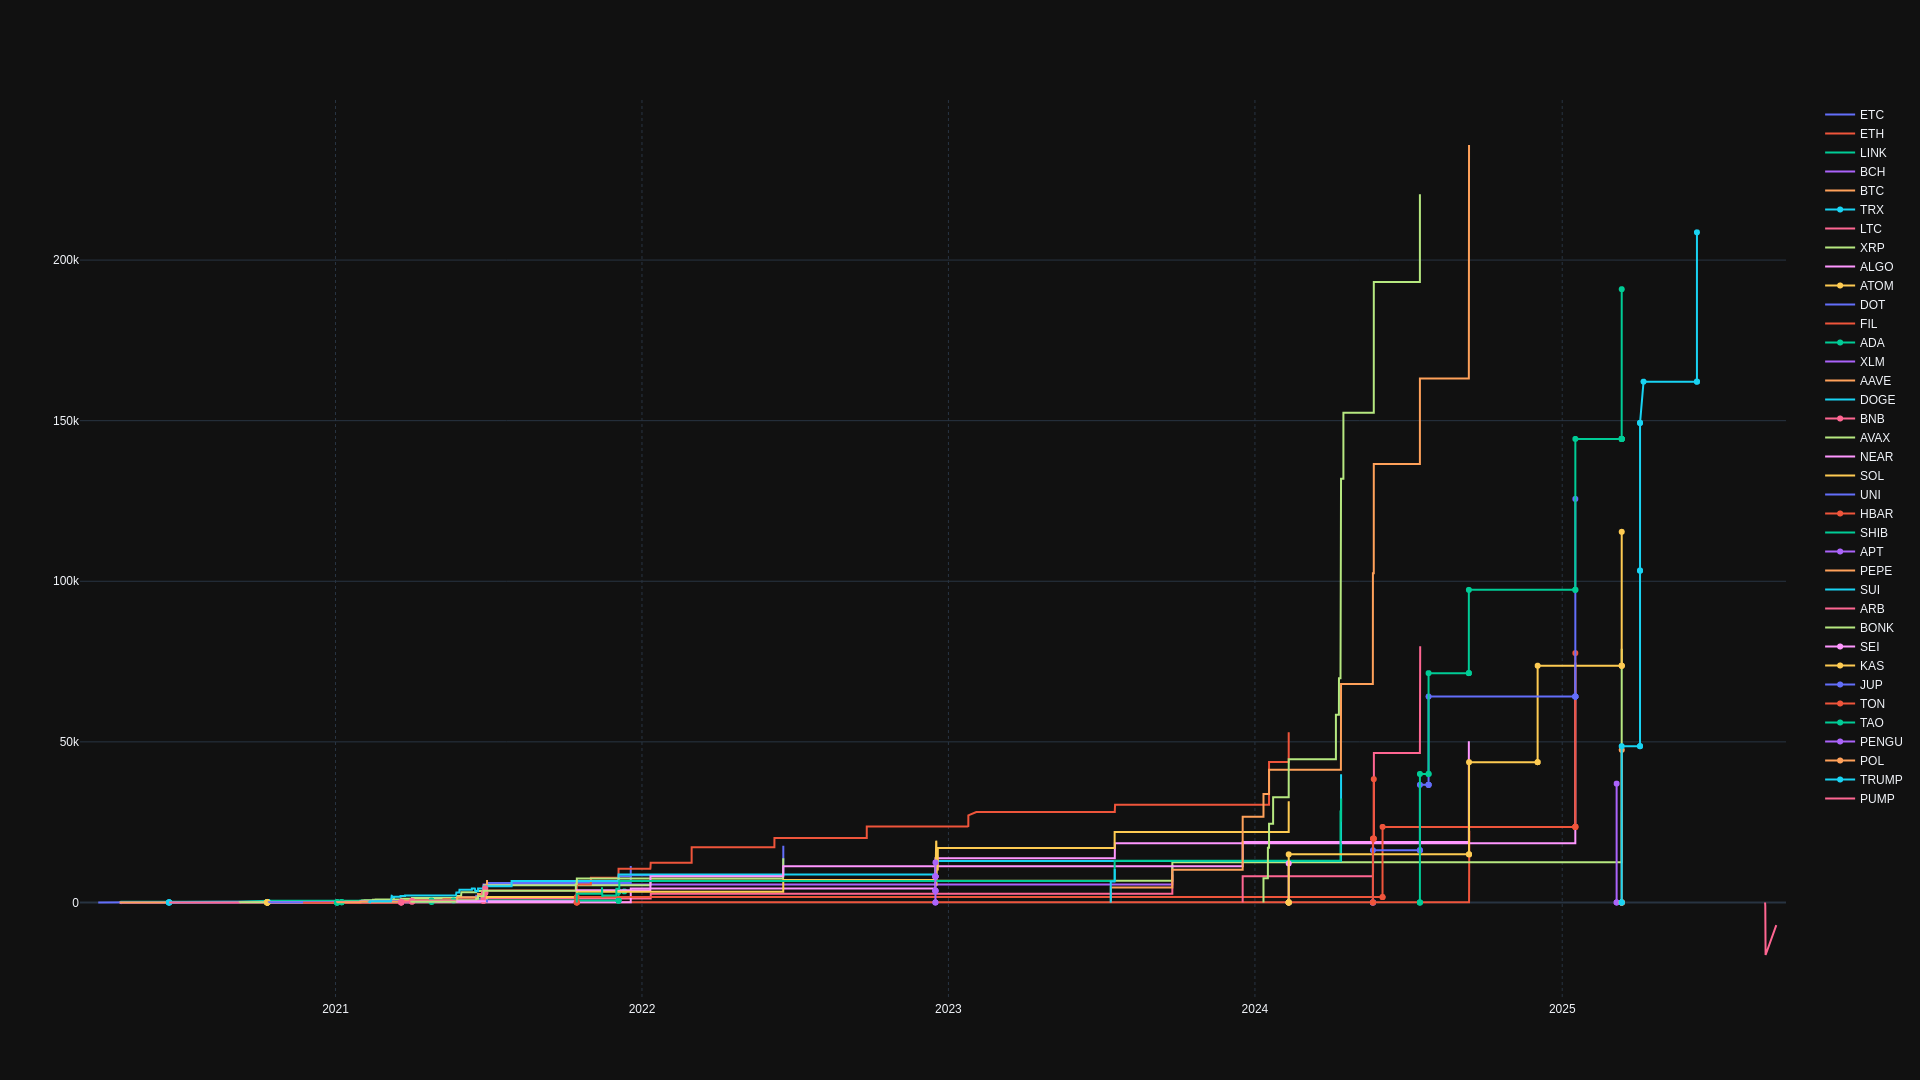 200k
150k
100k
50k
0
2021
2022
2023
2024
2025
ETC
ETH
LINK
BCH
BTC
TRX
LTC
XRP
ALGO
ATOM
DOT
FIL
ADA
XLM
AAVE
DOGE
BNB
AVAX
NEAR
SOL
UNI
HBAR
SHIB
APT
PEPE
SUI
ARB
BONK
SEI
KAS
JUP
TON
TAO
PENGU
POL
TRUMP
PUMP